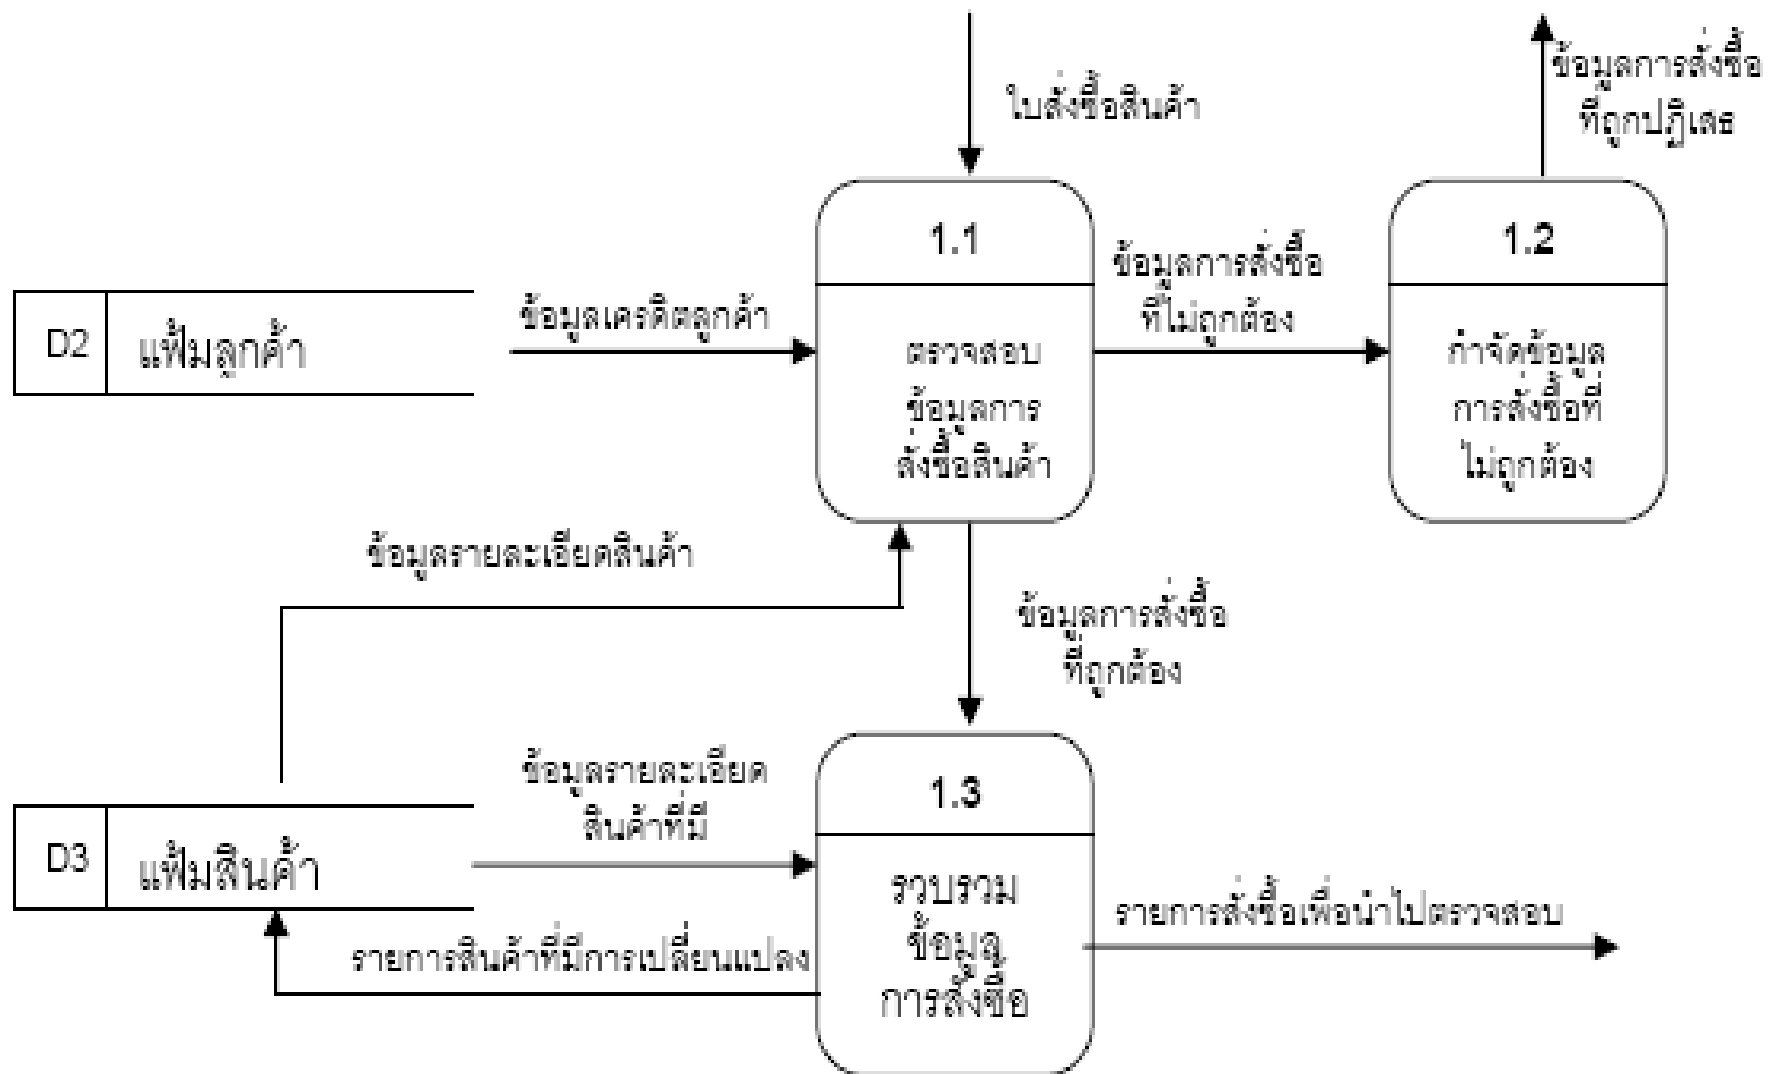 ใบสั่งซื้อสินค้า
ข้อมูลการสั่งซื้อ
ที่ถูกปฏิเสธ
1.1
ตรวจสอบ
ข้อมูลการ
สั่งซื้อสินค้า
ข้อมูลการสั่งซื้อ
ที่ไม่ถูกต้อง
1.2
กำจัดข้อมูล
การสั่งซื้อที่
ไม่ถูกต้อง
D2
แฟ้มลูกค้า
ข้อมูลเครดิตลูกค้า
ข้อมูลรายละเอียดสินค้า
ข้อมูลการสั่งซื้อ
ที่ถูกต้อง
D3
แฟ้มสินค้า
ข้อมูลรายละเอียด
สินค้าที่มี
1.3
รวบรวม
ข้อมูล
การสั่งซื้อ
รายการสั่งซื้อเพื่อนำไปตรวจสอบ
รายการสินค้าที่มีการเปลี่ยนแปลง